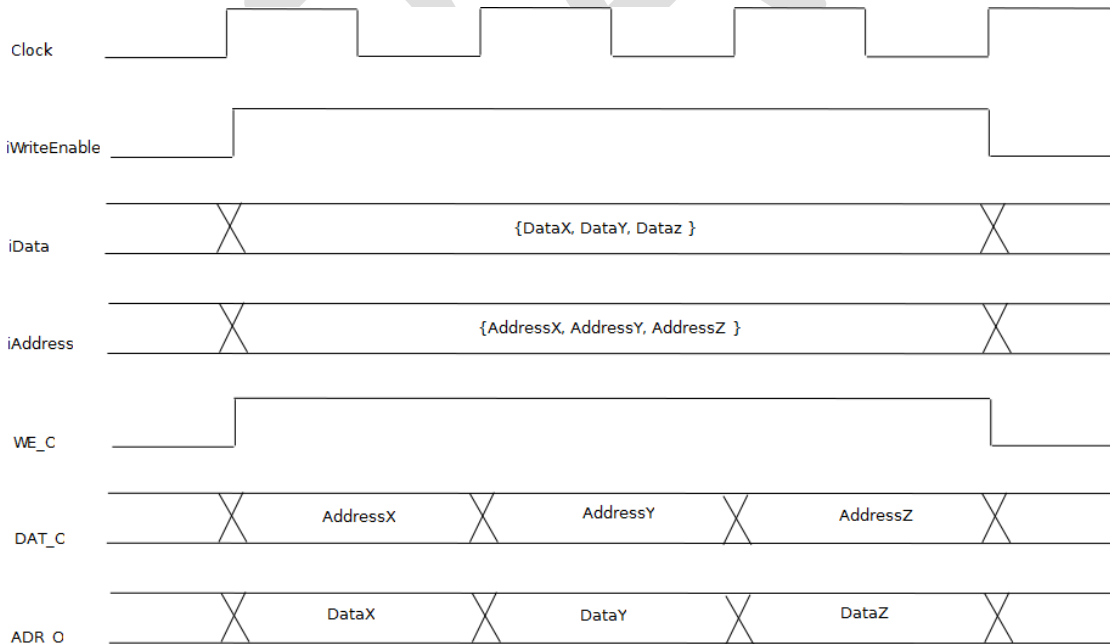 Clock
iWriteEnable
iData
{DataX, DataY, Dataz }
iAddress
{AddressX, AddressY, AddressZ }
WE_C
DAT_C
AddressX
AddressY
AddressZ
ADR_O
DataX
DataY
DataZ